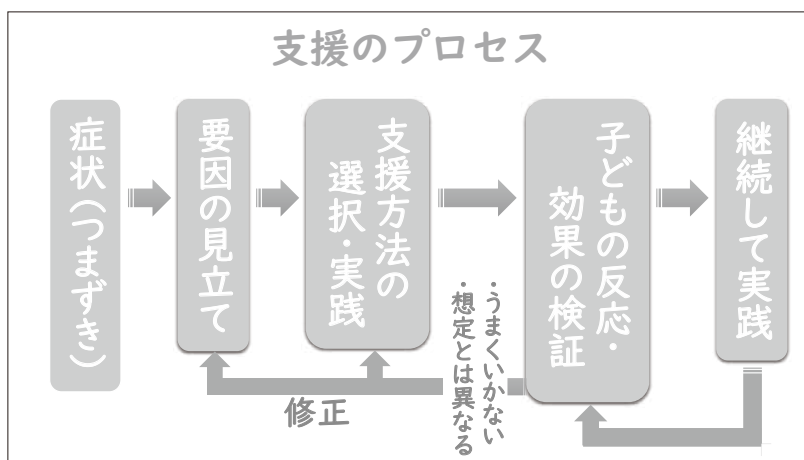 支援のプロセス
症状(つまずき)
要因の見立て
支援方法の
選択・実践
子どもの反応・
効果の検証
継続して実践
・うまくいかない
・想定とは異なる
修正